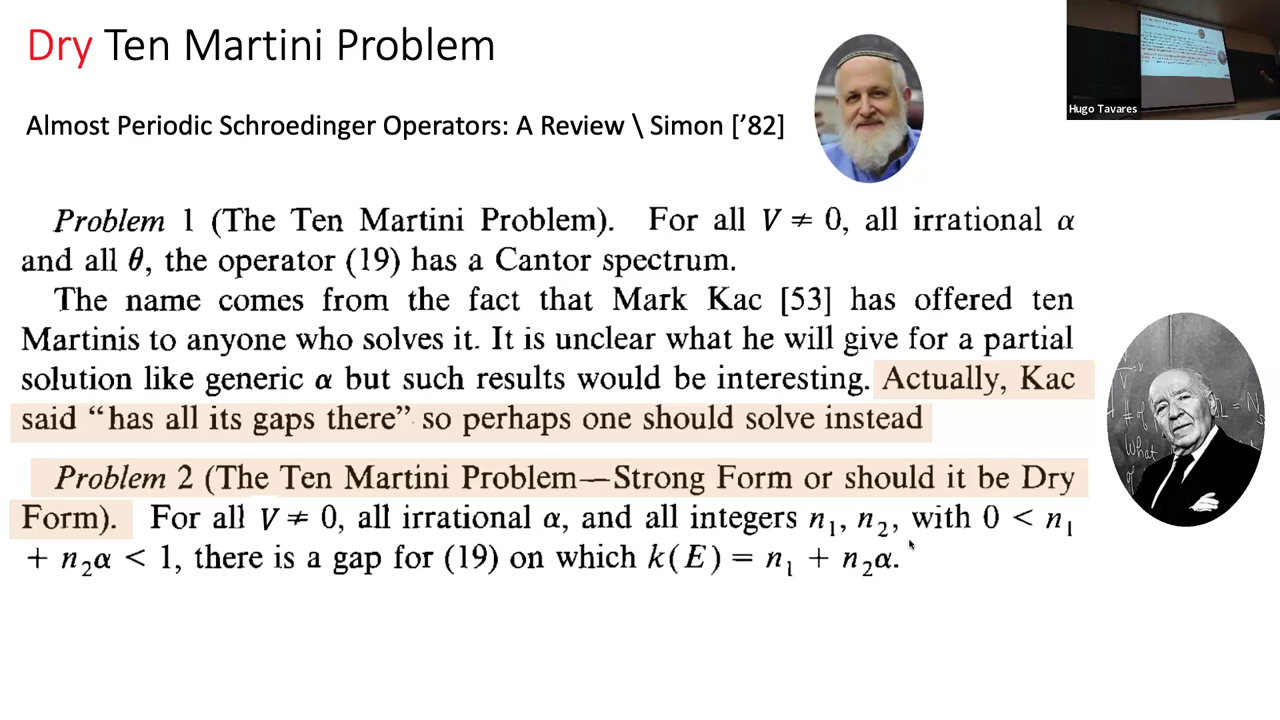 Dry Ten Martini Problem
Hugo Tavares
Almost Periodic Schroedinger Operators: A Review \ Simon ['82]
Problem 1 (The Ten Martini Problem). For all V ≠ 0, all irrational α
and all θ, the operator (19) has a Cantor spectrum.
The name comes from the fact that Mark Kac [53] has offered ten
Martinis to anyone who solves it. It is unclear what he will give for a partial
solution like generic α but such results would be interesting. Actually, Kac
said “has all its gaps there” so perhaps one should solve instead
Problem 2 (The Ten Martini Problem—Strong Form or should it be Dry
Form). For all V ≠ 0, all irrational α, and all integers n₁, n₂, with 0 < n₁
+ n₂α < 1, there is a gap for (19) on which k(E) = n₁ + n₂α.
# of
What
of